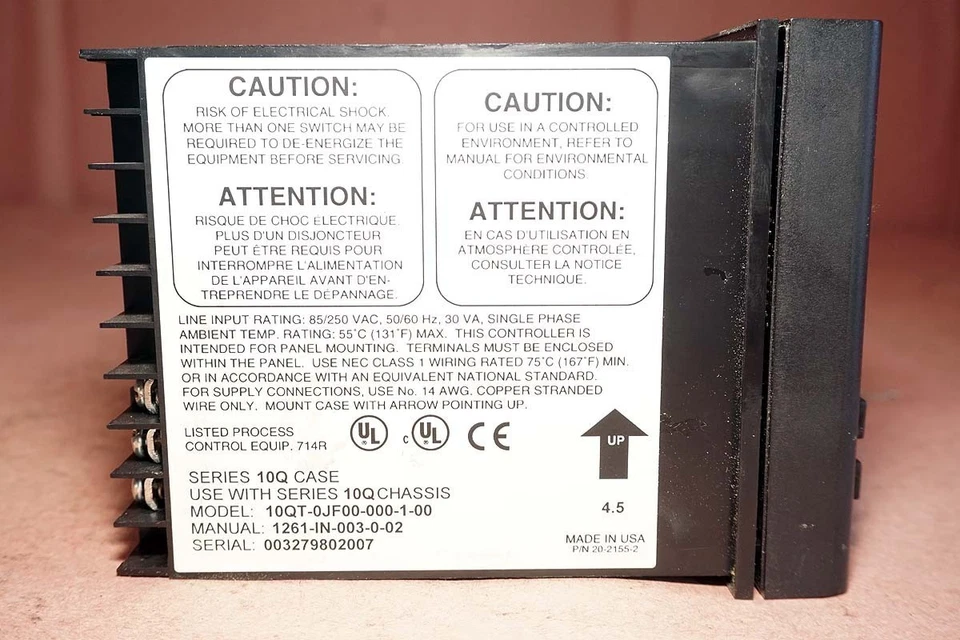 CAUTION:
RISK OF ELECTRICAL SHOCK.
MORE THAN ONE SWITCH MAY BE
REQUIRED TO DE-ENERGIZE THE
EQUIPMENT BEFORE SERVICING.
ATTENTION:
RISQUE DE CHOC ÉLECTRIQUE.
PLUS D'UN DISJONCTEUR
PEUT ÊTRE REQUIS POUR
INTERROMPRE L'ALIMENTATION
DE L'APPAREIL AVANT D'EN-
TREPRENDRE LE DÉPANNAGE.
CAUTION:
FOR USE IN A CONTROLLED
ENVIRONMENT, REFER TO
MANUAL FOR ENVIRONMENTAL
CONDITIONS.
ATTENTION:
EN CAS D'UTILISATION EN
ATMOSPHÈRE CONTROLÉE,
CONSULTER LA NOTICE
TECHNIQUE.
LINE INPUT RATING: 85/250 VAC, 50/60 Hz, 30 VA, SINGLE PHASE
AMBIENT TEMP. RATING: 55°C (131°F) MAX. THIS CONTROLLER IS
INTENDED FOR PANEL MOUNTING. TERMINALS MUST BE ENCLOSED
WITHIN THE PANEL. USE NEC CLASS 1 WIRING RATED 75°C (167°F) MIN.
OR IN ACCORDANCE WITH AN EQUIVALENT NATIONAL STANDARD.
FOR SUPPLY CONNECTIONS, USE No. 14 AWG. COPPER STRANDED
WIRE ONLY. MOUNT CASE WITH ARROW POINTING UP.
LISTED PROCESS
CONTROL EQUIP. 714R
UL
c UL
CE
UP
4.5
SERIES 10Q CASE
USE WITH SERIES 10Q CHASSIS
MODEL: 10QT-0JF00-000-1-00
MANUAL: 1261-IN-003-0-02
SERIAL: 003279802007
MADE IN USA
P/N 20-2155-2